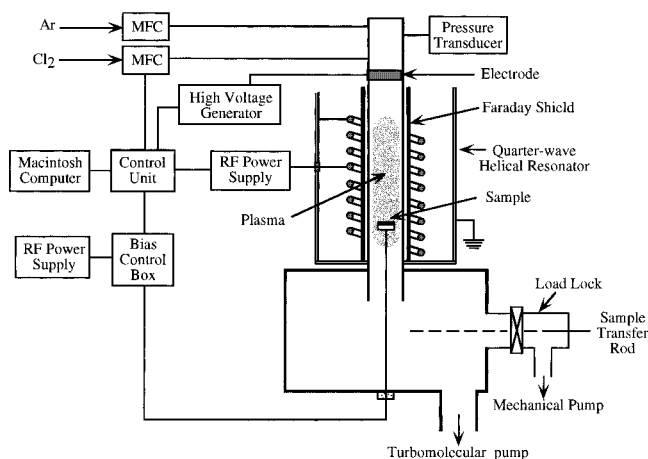 Ar
MFC
Pressure
Transducer
Cl2
MFC
Electrode
High Voltage
Generator
Faraday Shield
Quarter-wave
Helical Resonator
Macintosh
Computer
Control
Unit
RF Power
Supply
Plasma
Sample
RF Power
Supply
Bias
Control
Box
Load Lock
Sample
Transfer
Rod
Mechanical Pump
Turbomolecular pump